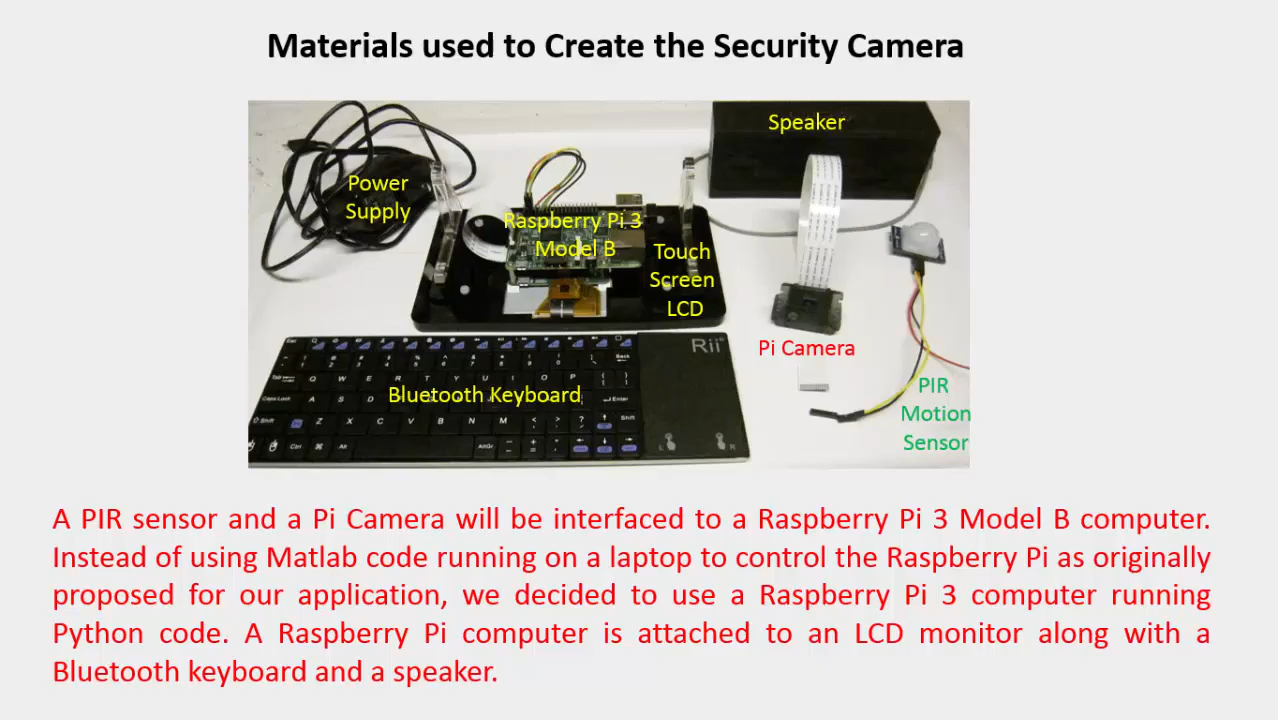 Materials used to Create the Security Camera
Speaker
Power
Supply
Raspberry Pi 3
Model B
Touch
Screen
LCD
Rii
Pi Camera
Bluetooth Keyboard
PIR
Motion
Sensor
A PIR sensor and a Pi Camera will be interfaced to a Raspberry Pi 3 Model B computer.
Instead of using Matlab code running on a laptop to control the Raspberry Pi as originally
proposed for our application, we decided to use a Raspberry Pi 3 computer running
Python code. A Raspberry Pi computer is attached to an LCD monitor along with a
Bluetooth keyboard and a speaker.